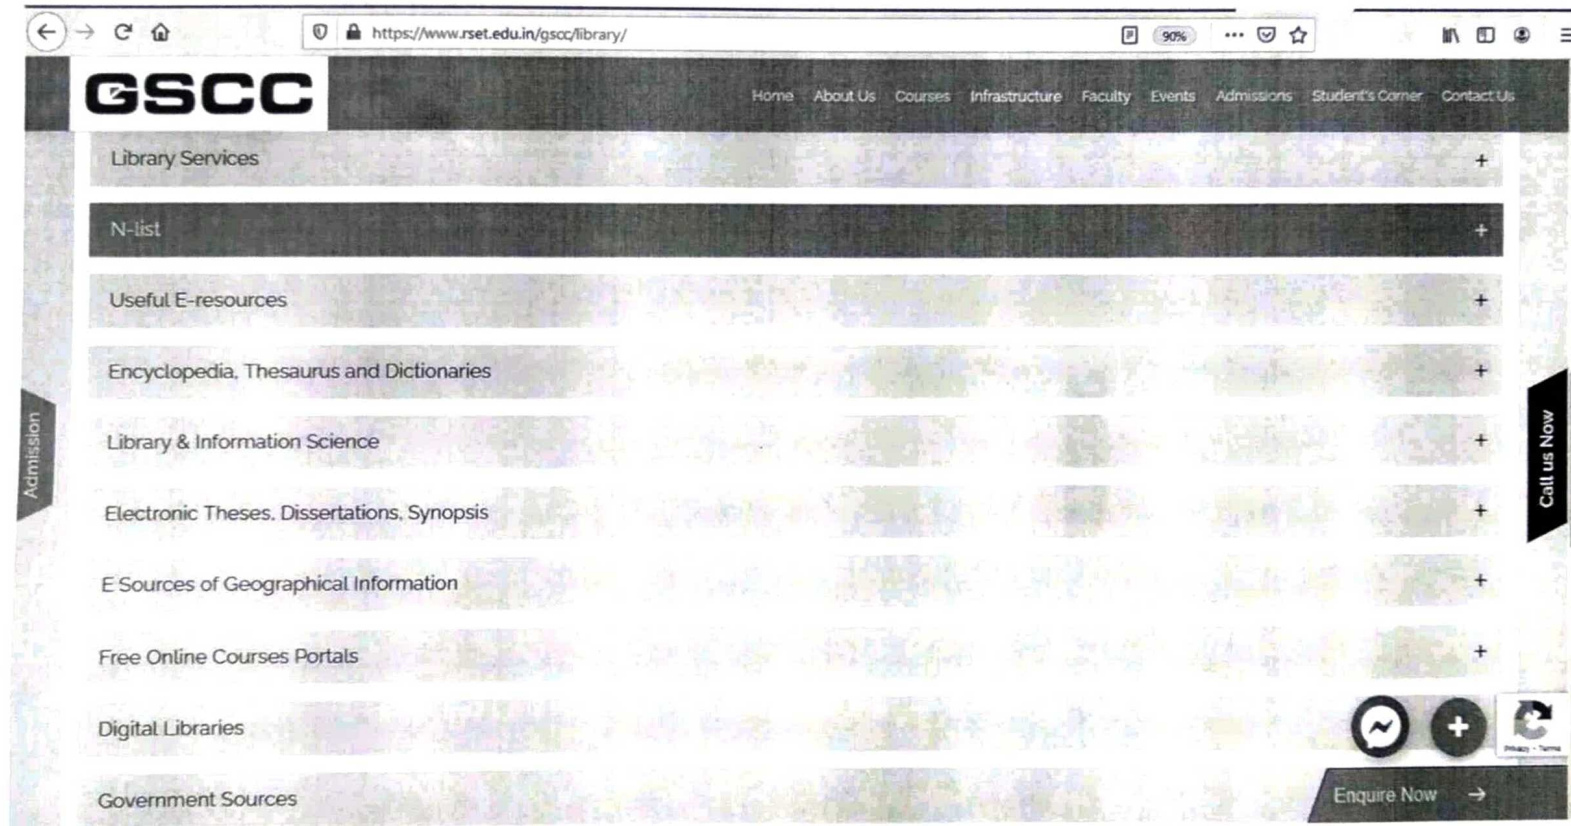 https://www.rset.edu.in/gscc/library/
90%
GSCC
Home About Us Courses Infrastructure Faculty Events Admissions Student's Corner Contact Us
Library Services +
N-list +
Useful E-resources +
Encyclopedia, Thesaurus and Dictionaries +
Library & Information Science +
Electronic Theses, Dissertations, Synopsis +
E Sources of Geographical Information +
Free Online Courses Portals +
Digital Libraries
Government Sources
Admission
Call us Now
+
Privacy - Terms
Enquire Now →